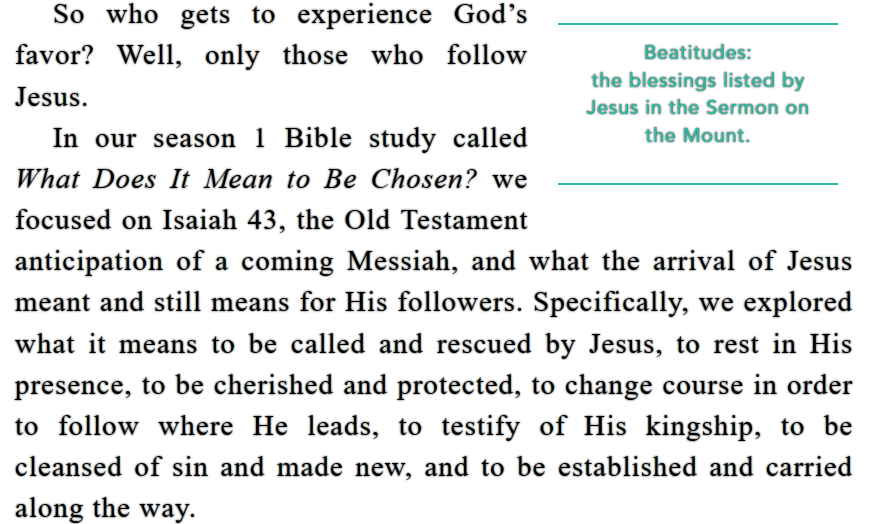 So who gets to experience God’s
favor? Well, only those who follow
Jesus.
In our season 1 Bible study called
What Does It Mean to Be Chosen? we
focused on Isaiah 43, the Old Testament
anticipation of a coming Messiah, and what the arrival of Jesus
meant and still means for His followers. Specifically, we explored
what it means to be called and rescued by Jesus, to rest in His
presence, to be cherished and protected, to change course in order
to follow where He leads, to testify of His kingship, to be
cleansed of sin and made new, and to be established and carried
along the way.
Beatitudes:
the blessings listed by
Jesus in the Sermon on
the Mount.